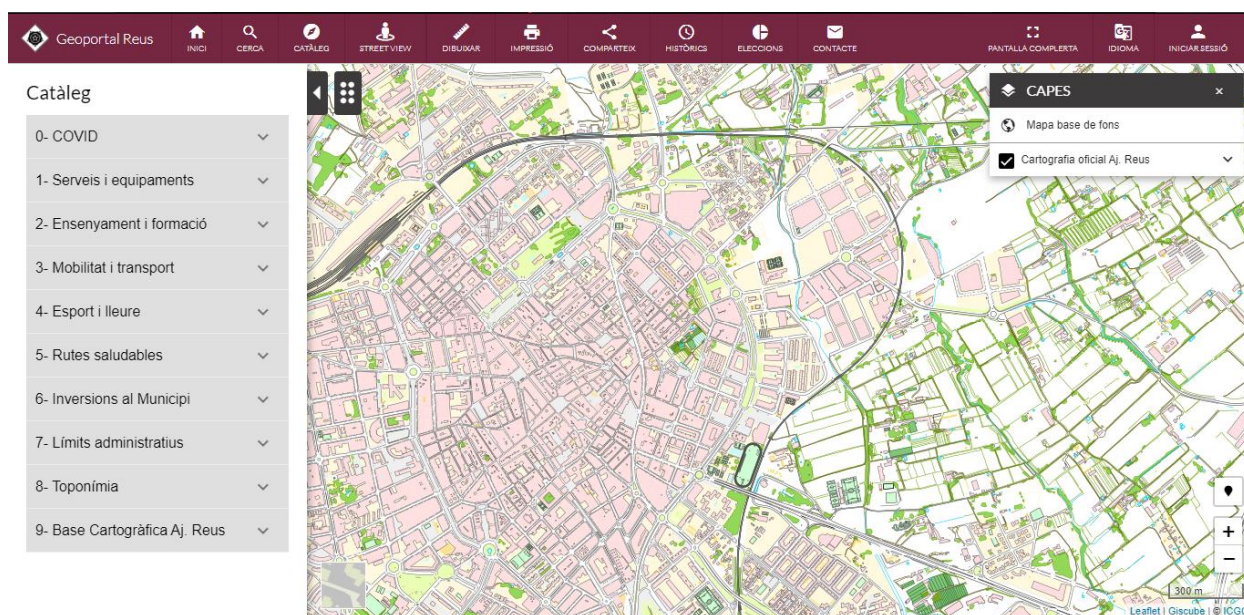 Geoportal Reus
INICI
CERCA
CATÀLEG
STREET VIEW
DIBUIXAR
IMPRESSIÓ
COMPARTEIX
HISTÒRICS
ELECCIONS
CONTACTE
PANTALLA COMPLERTA
IDIOMA
INICIAR SESSIÓ
Catàleg
0- COVID
1- Serveis i equipaments
2- Ensenyament i formació
3- Mobilitat i transport
4- Esport i lleure
5- Rutes saludables
6- Inversions al Municipi
7- Límits administratius
8- Toponímia
9- Base Cartogràfica Aj. Reus
CAPES
×
Mapa base de fons
Cartografia oficial Aj. Reus
+
−
300 m
Leaflet | Giscube | © ICG